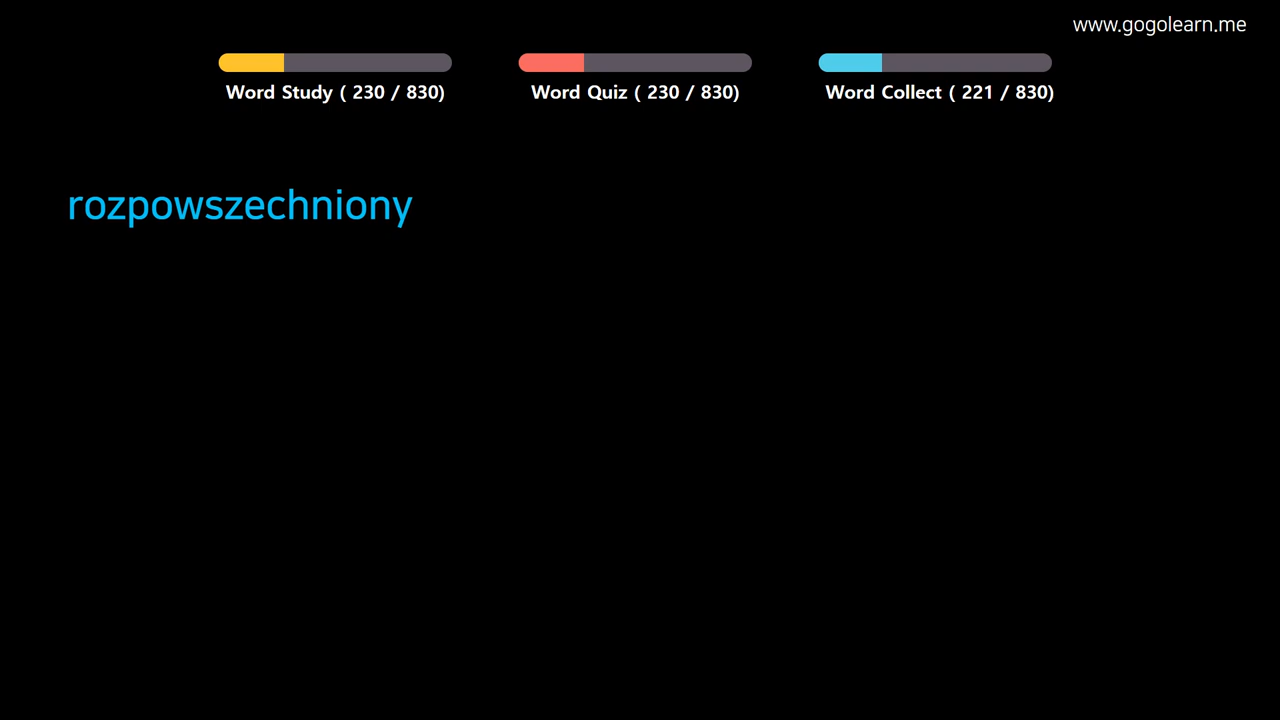 www.gogolearn.me
Word Study ( 230 / 830)
Word Quiz ( 230 / 830)
Word Collect ( 221 / 830)
rozpowszechniony